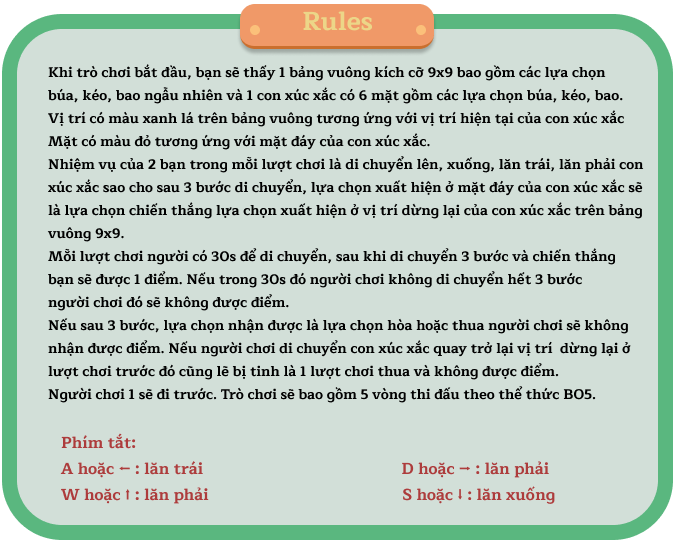 Rules
Khi trò chơi bắt đầu, bạn sẽ thấy 1 bảng vuông kích cỡ 9x9 bao gồm các lựa chọn
búa, kéo, bao ngẫu nhiên và 1 con xúc xắc có 6 mặt gồm các lựa chọn búa, kéo, bao.
Vị trí có màu xanh lá trên bảng vuông tương ứng với vị trí hiện tại của con xúc xắc
Mặt có màu đỏ tương ứng với mặt đáy của con xúc xắc.
Nhiệm vụ của 2 bạn trong mỗi lượt chơi là di chuyển lên, xuống, lăn trái, lăn phải con
xúc xắc sao cho sau 3 bước di chuyển, lựa chọn xuất hiện ở mặt đáy của con xúc xắc sẽ
là lựa chọn chiến thắng lựa chọn xuất hiện ở vị trí dừng lại của con xúc xắc trên bảng
vuông 9x9.
Mỗi lượt chơi người có 30s để di chuyển, sau khi di chuyển 3 bước và chiến thắng
bạn sẽ được 1 điểm. Nếu trong 30s đó người chơi không di chuyển hết 3 bước
người chơi đó sẽ không được điểm.
Nếu sau 3 bước, lựa chọn nhận được là lựa chọn hòa hoặc thua người chơi sẽ không
nhận được điểm. Nếu người chơi di chuyển con xúc xắc quay trở lại vị trí dừng lại ở
lượt chơi trước đó cũng lẽ bị tinh là 1 lượt chơi thua và không được điểm.
Người chơi 1 sẽ đi trước. Trò chơi sẽ bao gồm 5 vòng thi đấu theo thể thức BO5.
Phím tắt:
A hoặc ← : lăn trái
D hoặc → : lăn phải
W hoặc ↑ : lăn phải
S hoặc ↓ : lăn xuống